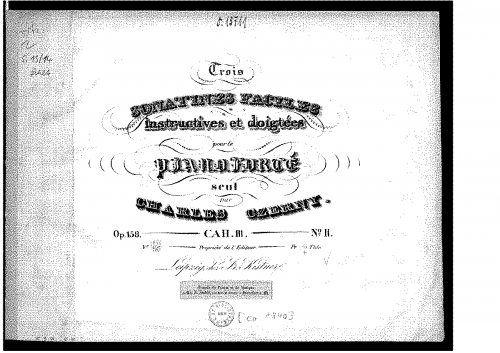 Trois
SONATINES FACILES
instructives et doigtées
pour le
PIANOFORTÉ
seul
par
CHARLES CZERNY.
Op. 158. CAH. III. No. II.
Propriété de l'Editeur Pr.
Leipzig, Fr. Kistner